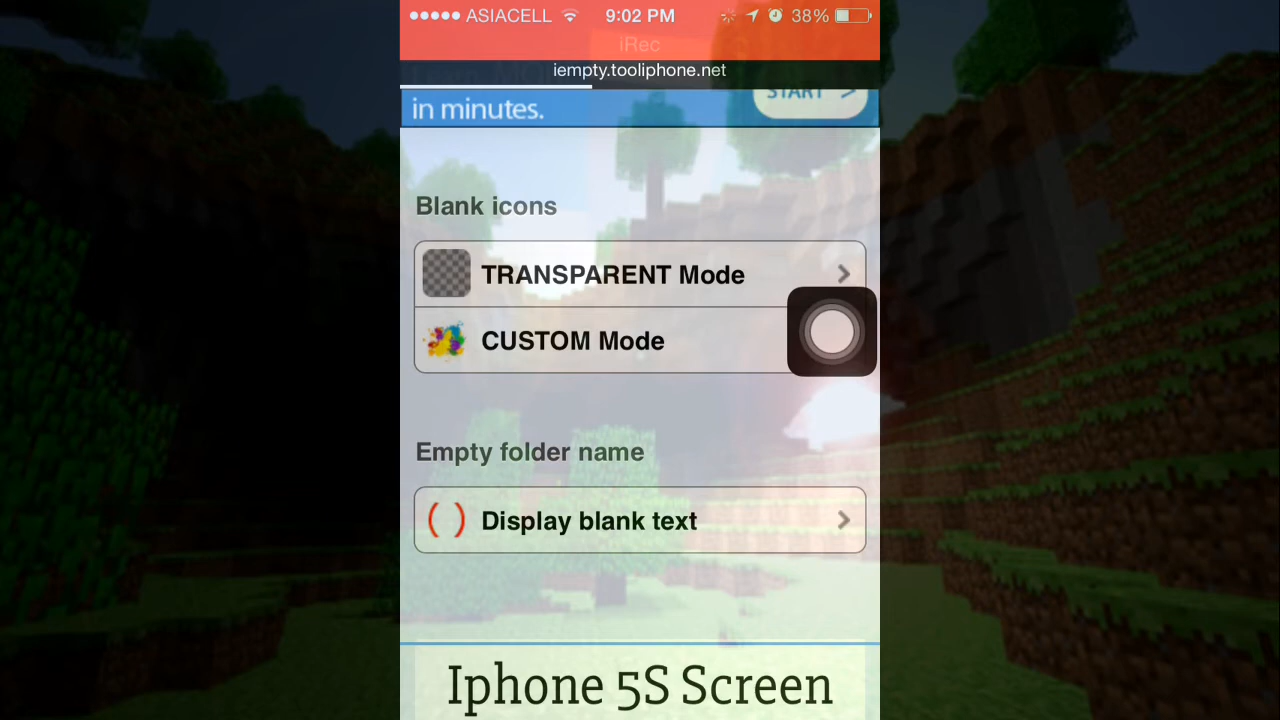 ASIACELL 9:02 PM 38%
iRec
iempty.tooliphone.net
START >
in minutes.
Blank icons
TRANSPARENT Mode
CUSTOM Mode
Empty folder name
( ) Display blank text
Iphone 5S Screen